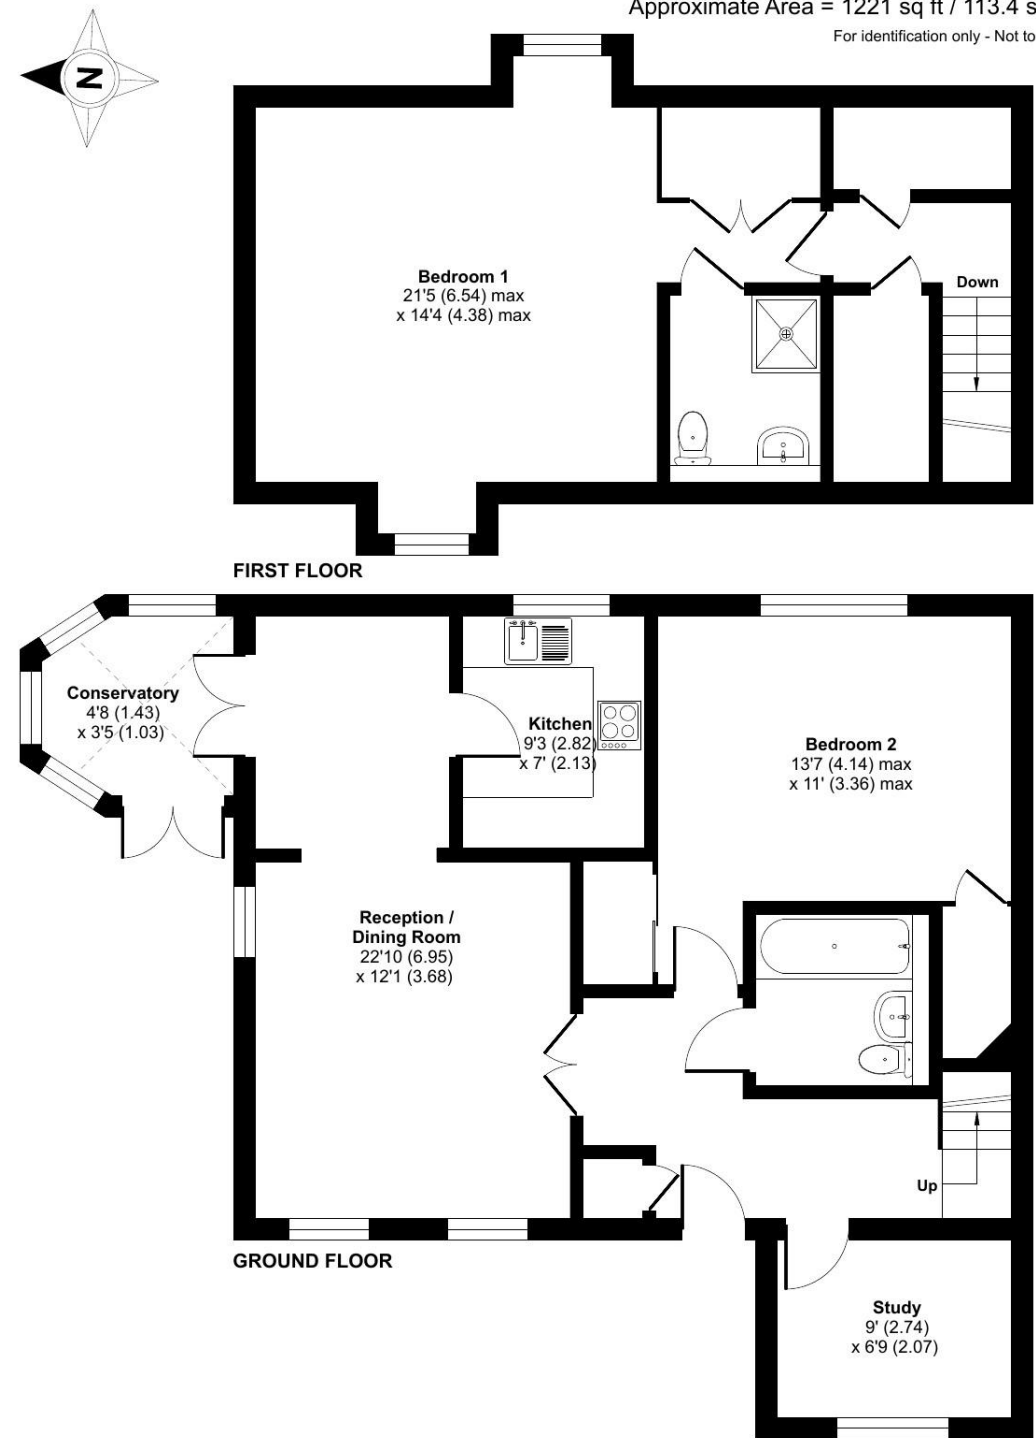 Approximate Area = 1221 sq ft / 113.4 s
For identification only - Not to
N
Bedroom 1
21'5 (6.54) max
x 14'4 (4.38) max
Down
FIRST FLOOR
Conservatory
4'8 (1.43)
x 3'5 (1.03)
Kitchen
9'3 (2.82)
x 7' (2.13)
Bedroom 2
13'7 (4.14) max
x 11' (3.36) max
Reception /
Dining Room
22'10 (6.95)
x 12'1 (3.68)
Up
GROUND FLOOR
Study
9' (2.74)
x 6'9 (2.07)